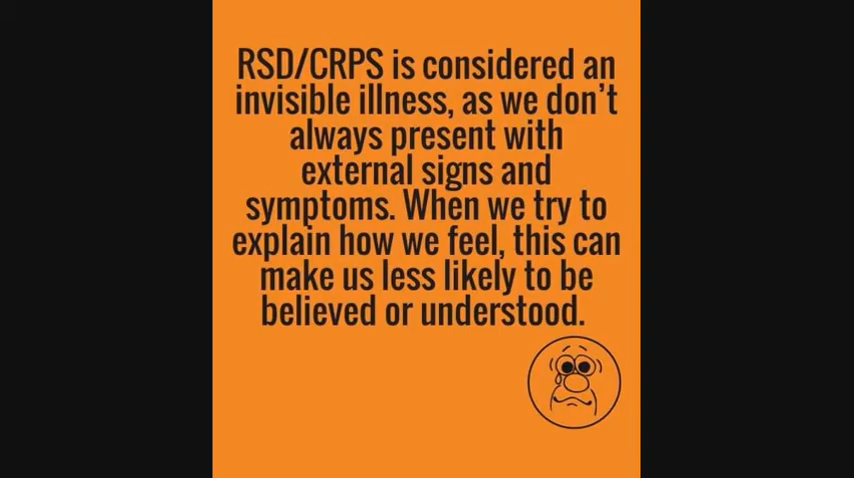 RSD/CRPS is considered an
invisible illness, as we don't
always present with
external signs and
symptoms. When we try to
explain how we feel, this can
make us less likely to be
believed or understood.